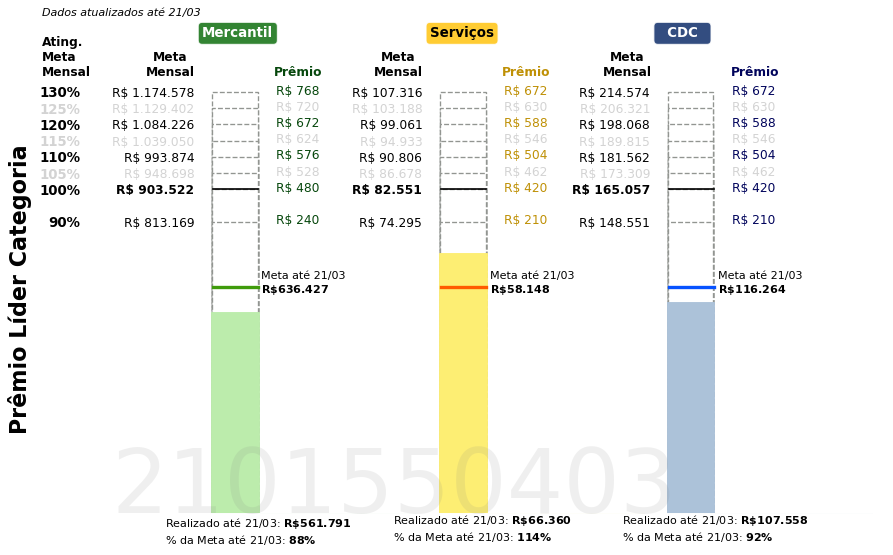 Dados atualizados até 21/03
Mercantil Serviços CDC
Ating. Meta Mensal Meta Mensal Prêmio Meta Mensal Prêmio Meta Mensal Prêmio
130% R$ 1.174.578 R$ 768 R$ 107.316 R$ 672 R$ 214.574 R$ 672
125% R$ 1.129.402 R$ 720 R$ 103.188 R$ 630 R$ 206.321 R$ 630
120% R$ 1.084.226 R$ 672 R$ 99.061 R$ 588 R$ 198.068 R$ 588
115% R$ 1.039.050 R$ 624 R$ 94.933 R$ 546 R$ 189.815 R$ 546
110% R$ 993.874 R$ 576 R$ 90.806 R$ 504 R$ 181.562 R$ 504
105% R$ 948.698 R$ 528 R$ 86.678 R$ 462 R$ 173.309 R$ 462
100% R$ 903.522 R$ 480 R$ 82.551 R$ 420 R$ 165.057 R$ 420
90% R$ 813.169 R$ 240 R$ 74.295 R$ 210 R$ 148.551 R$ 210
Meta até 21/03 Meta até 21/03 Meta até 21/03
R$636.427 R$58.148 R$116.264
Prêmio Líder Categoria
2101550403
Realizado até 21/03: R$561.791 Realizado até 21/03: R$66.360 Realizado até 21/03: R$107.558
% da Meta até 21/03: 88% % da Meta até 21/03: 114% % da Meta até 21/03: 92%